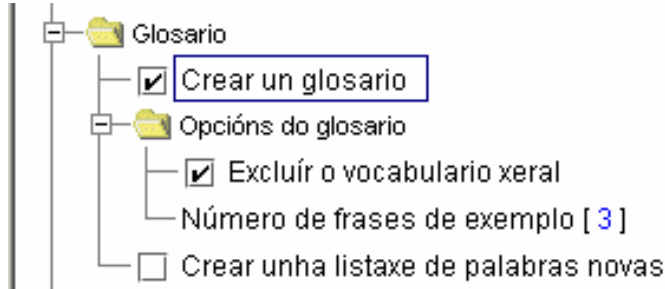 Glosario
Crear un glosario
Opcións do glosario
Excluír o vocabulario xeral
Número de frases de exemplo [ 3 ]
Crear unha listaxe de palabras novas